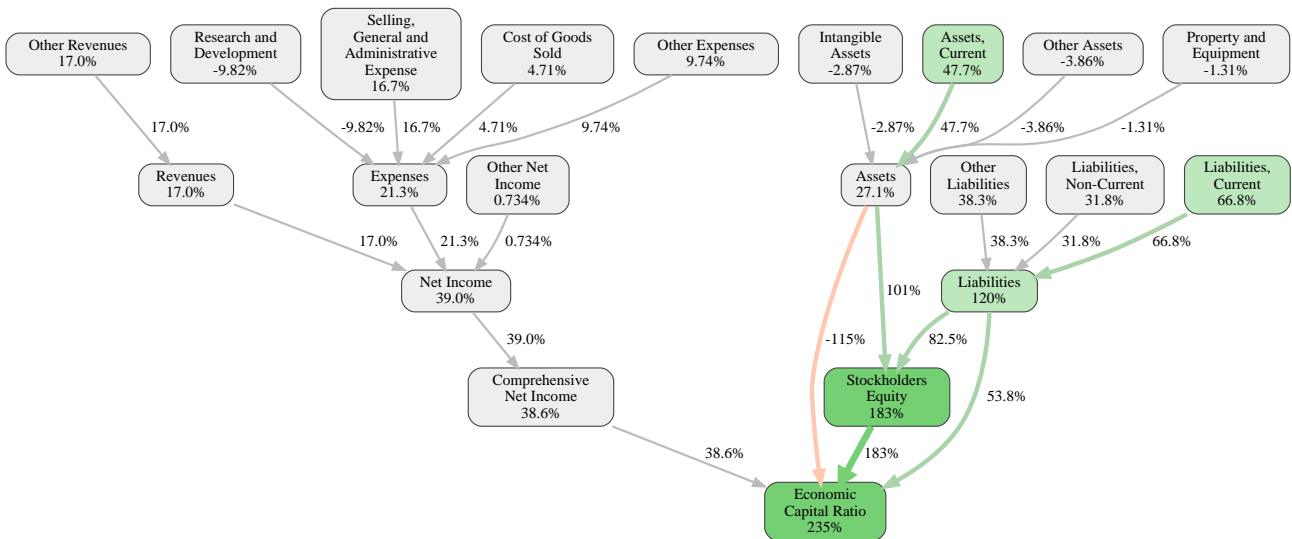 Other Revenues
17.0%
Research and
Development
-9.82%
Selling,
General and
Administrative
Expense
16.7%
Cost of Goods
Sold
4.71%
Other Expenses
9.74%
Intangible
Assets
-2.87%
Assets,
Current
47.7%
Other Assets
-3.86%
Property and
Equipment
-1.31%
17.0%
-9.82%
16.7%
4.71%
9.74%
-2.87%
47.7%
-3.86%
-1.31%
Revenues
17.0%
Expenses
21.3%
Other Net
Income
0.734%
Assets
27.1%
Other
Liabilities
38.3%
Liabilities,
Non-Current
31.8%
Liabilities,
Current
66.8%
17.0%
21.3%
0.734%
38.3%
31.8%
66.8%
Net Income
39.0%
Liabilities
120%
101%
39.0%
-115%
82.5%
Comprehensive
Net Income
38.6%
Stockholders
Equity
183%
53.8%
38.6%
183%
Economic
Capital Ratio
235%